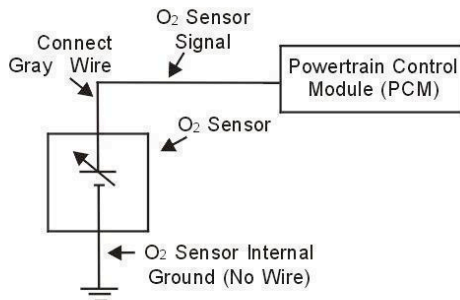 O₂ Sensor
Signal
Connect
Gray Wire
Powertrain Control
Module (PCM)
O₂ Sensor
O₂ Sensor Internal
Ground (No Wire)